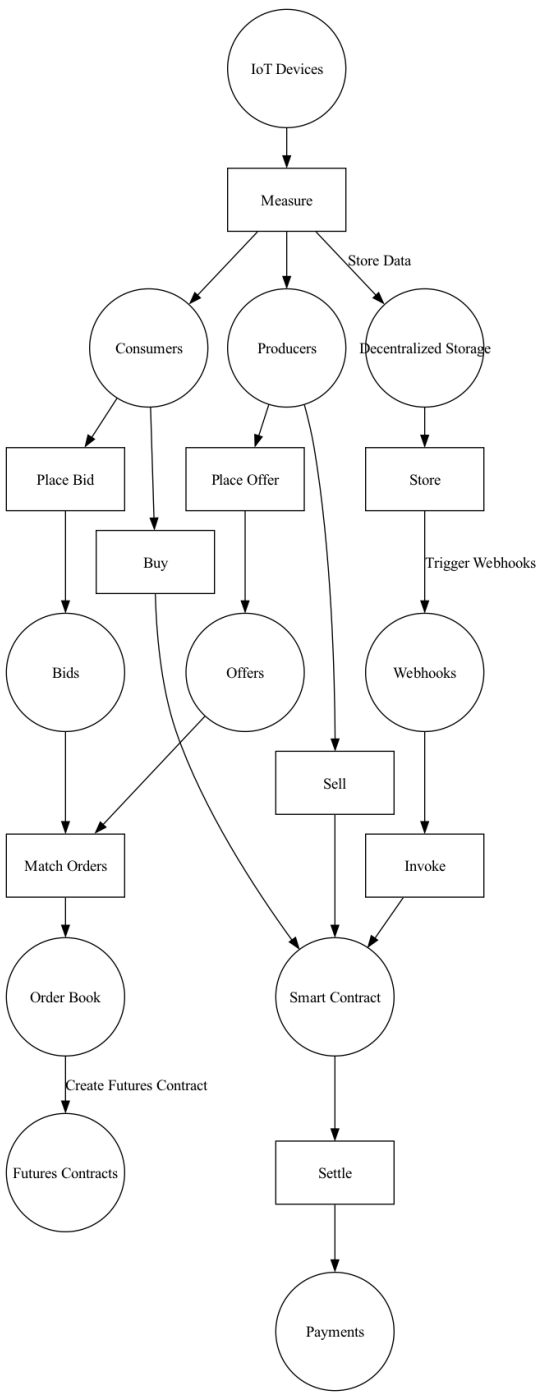 IoT Devices
Measure
Store Data
Consumers
Producers
Decentralized Storage
Place Bid
Place Offer
Store
Buy
Trigger Webhooks
Bids
Offers
Webhooks
Sell
Match Orders
Invoke
Order Book
Smart Contract
Create Futures Contract
Futures Contracts
Settle
Payments